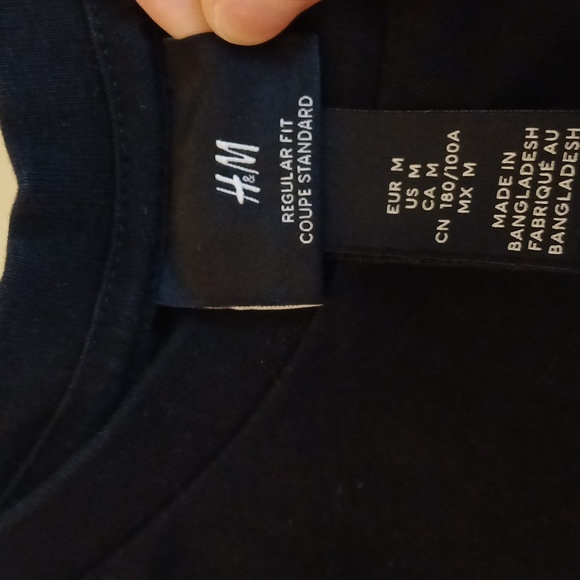 H&M
REGULAR FIT
COUPE STANDARD
EUR M
US M
CA M
CN 180/100A
MX M
MADE IN
BANGLADESH
FABRIQUÉ AU
BANGLADESH